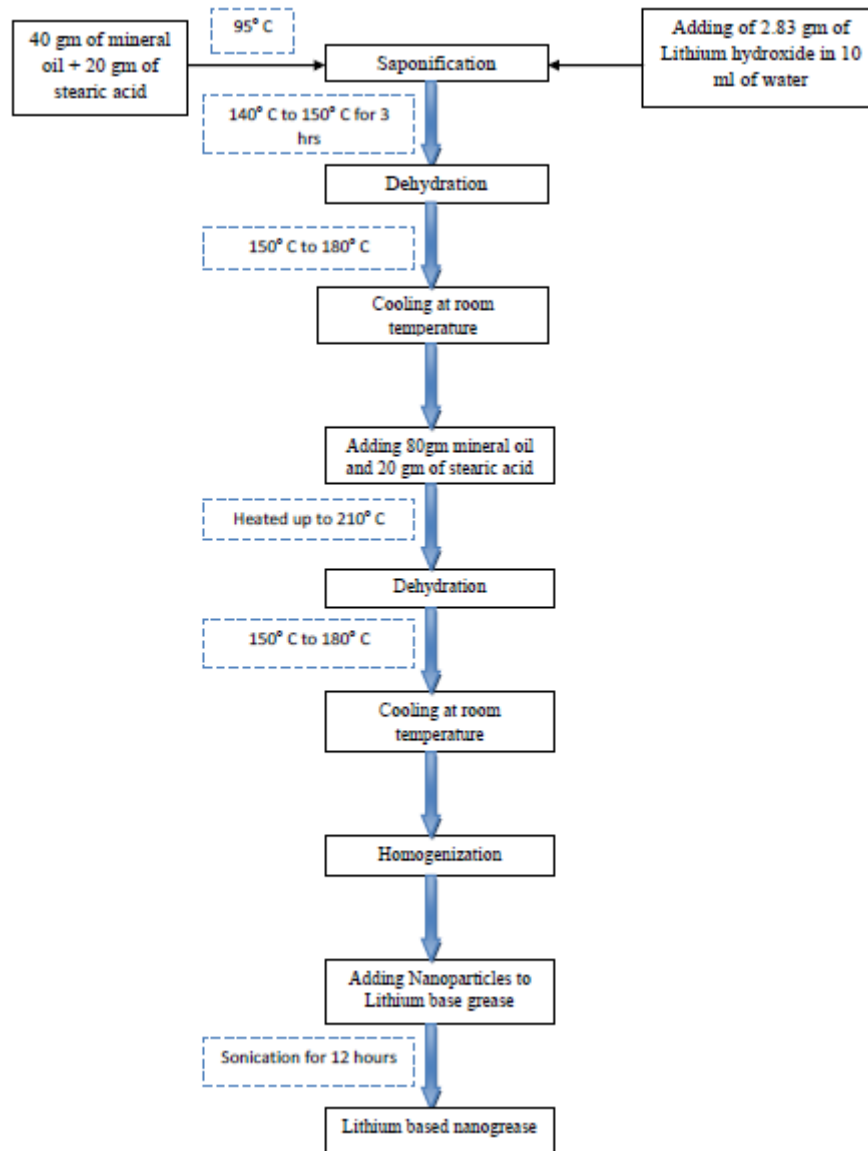 40 gm of mineral
oil + 20 gm of
stearic acid
95° C
Saponification
Adding of 2.83 gm of
Lithium hydroxide in 10
ml of water
140° C to 150° C for 3
hrs
Dehydration
150° C to 180° C
Cooling at room
temperature
Adding 80gm mineral oil
and 20 gm of stearic acid
Heated up to 210° C
Dehydration
150° C to 180° C
Cooling at room
temperature
Homogenization
Adding Nanoparticles to
Lithium base grease
Sonication for 12 hours
Lithium based nanogrease